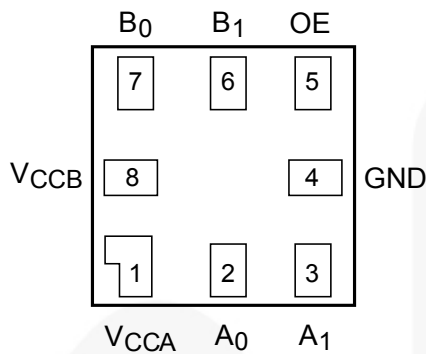 B0 B1 OE
7 6 5
VCCB 8 4 GND
1 2 3
VCCA A0 A1